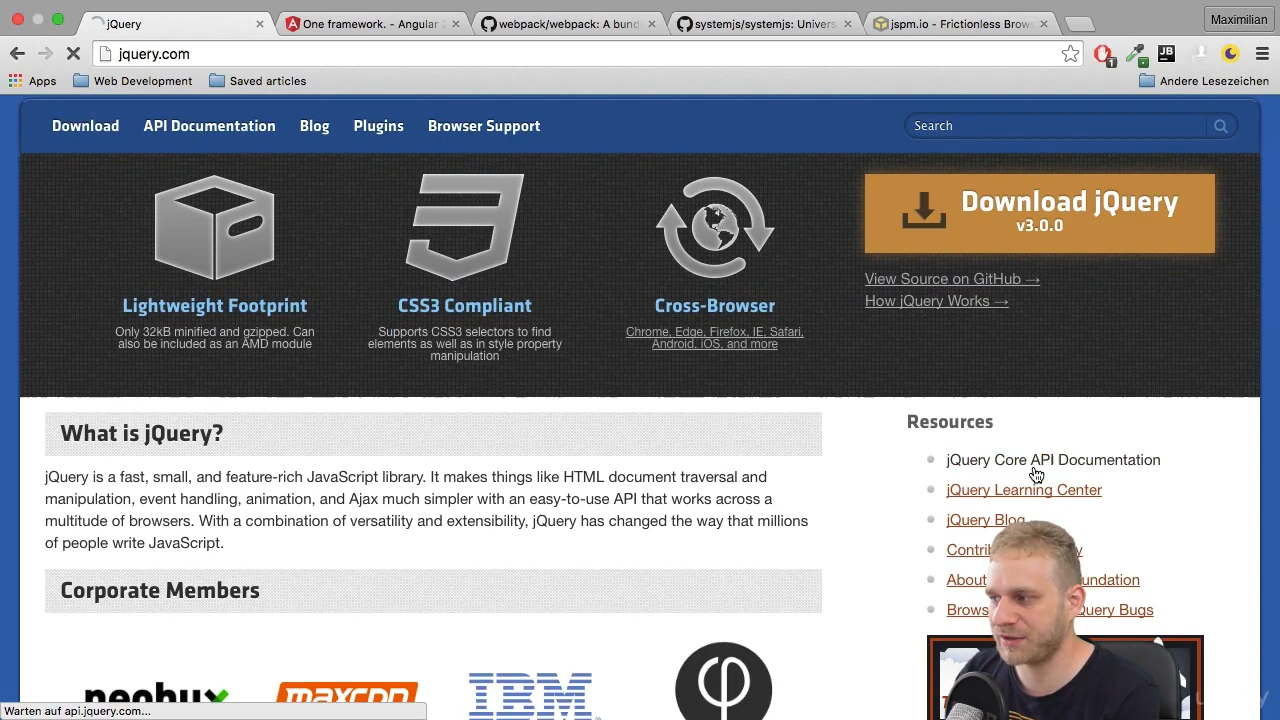 jQuery
One framework. - Angular 2
webpack/webpack: A bund
systemjs/systemjs: Univers
jspm.io - Frictionless Brows
Maximilian
jquery.com
1
JB
Apps
Web Development
Saved articles
Andere Lesezeichen
Download
API Documentation
Blog
Plugins
Browser Support
Search
Download jQuery
v3.0.0
View Source on GitHub →
How jQuery Works →
Lightweight Footprint
Only 32kB minified and gzipped. Can
also be included as an AMD module
CSS3 Compliant
Supports CSS3 selectors to find
elements as well as in style property
manipulation
Cross-Browser
Chrome, Edge, Firefox, IE, Safari,
Android, iOS, and more
What is jQuery?
jQuery is a fast, small, and feature-rich JavaScript library. It makes things like HTML document traversal and
manipulation, event handling, animation, and Ajax much simpler with an easy-to-use API that works across a
multitude of browsers. With a combination of versatility and extensibility, jQuery has changed the way that millions
of people write JavaScript.
Corporate Members
IBM
Resources
jQuery Core API Documentation
jQuery Learning Center
jQuery Blog
Contrib
About
undation
Brows
Query Bugs
Warten auf api.jquery.com...